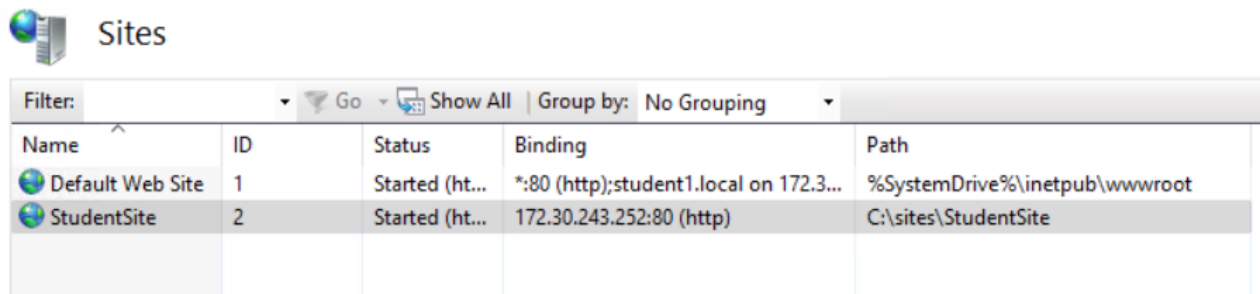 Sites
Filter: Go Show All Group by: No Grouping
Name ID Status Binding Path
Default Web Site 1 Started (ht... *:80 (http);student1.local on 172.3... %SystemDrive%\inetpub\wwwroot
StudentSite 2 Started (ht... 172.30.243.252:80 (http) C:\sites\StudentSite